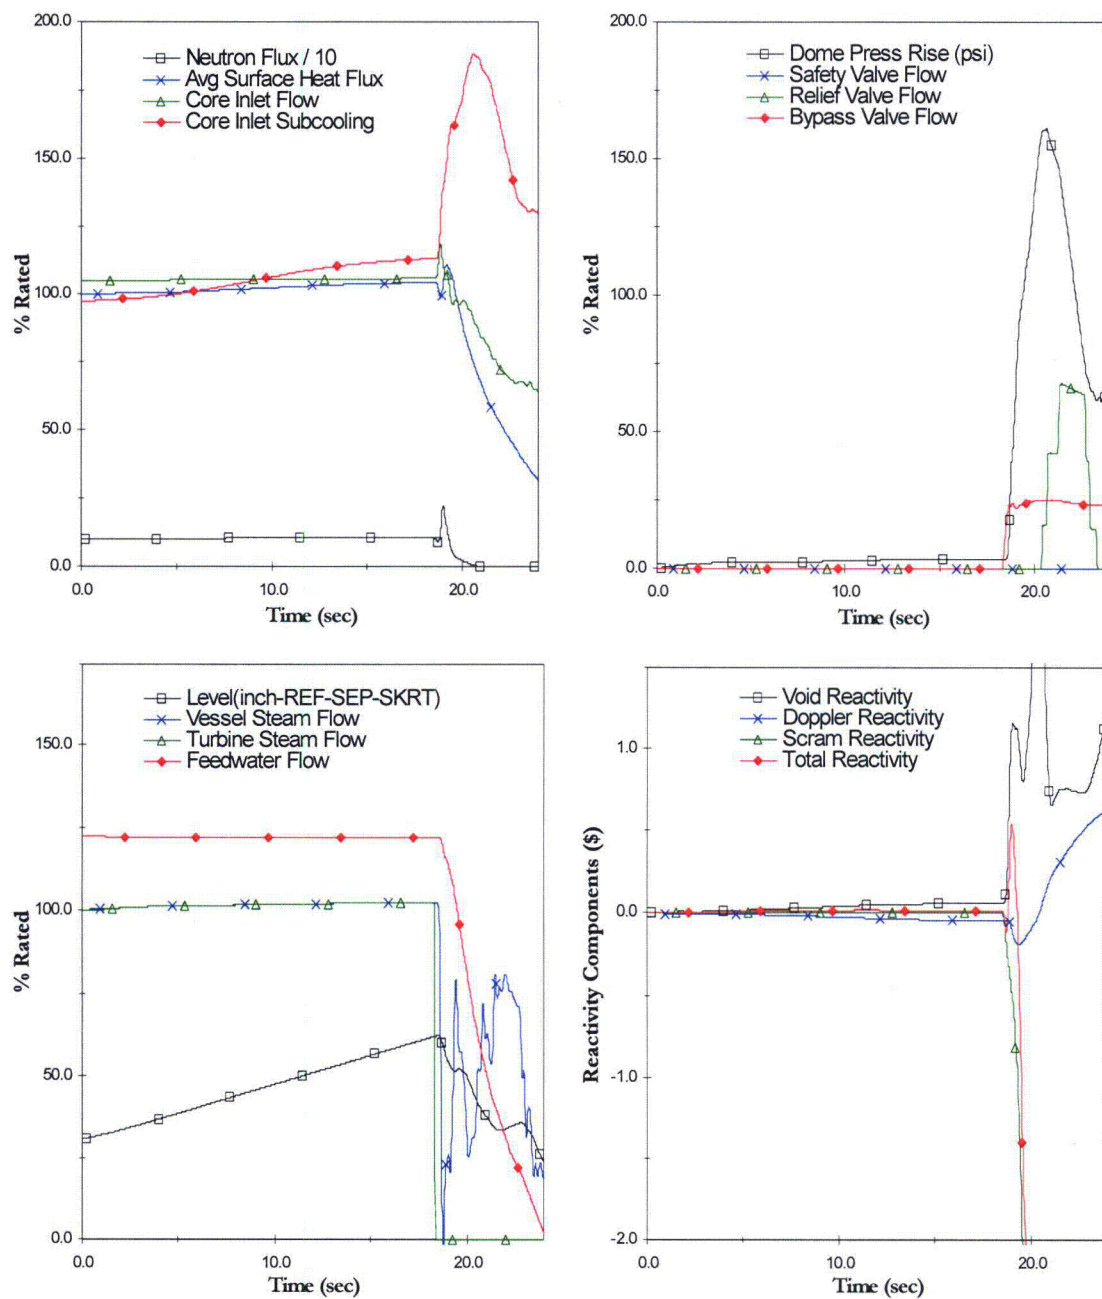 200.0
150.0
100.0
50.0
0.0
% Rated
Neutron Flux / 10
Avg Surface Heat Flux
Core Inlet Flow
Core Inlet Subcooling
0.0
10.0
20.0
Time (sec)
200.0
150.0
100.0
50.0
0.0
% Rated
Dome Press Rise (psi)
Safety Valve Flow
Relief Valve Flow
Bypass Valve Flow
0.0
10.0
20.0
Time (sec)
150.0
100.0
50.0
0.0
% Rated
Level(inch-REF-SEP-SKRT)
Vessel Steam Flow
Turbine Steam Flow
Feedwater Flow
0.0
10.0
20.0
Time (sec)
1.0
0.0
-1.0
-2.0
Reactivity Components ($)
Void Reactivity
Doppler Reactivity
Scram Reactivity
Total Reactivity
0.0
10.0
20.0
Time (sec)